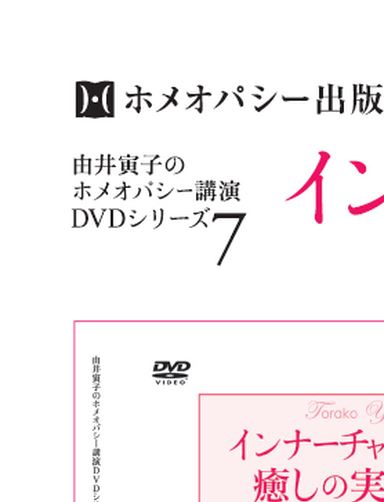 ホメオパシー出版
由井寅子の
ホメオパシー講演
DVDシリーズ7
イン
由井寅子のホメオパシー講演DVDシ
DVD
VIDEO
Torako Y
インナーチャ
癒しの実